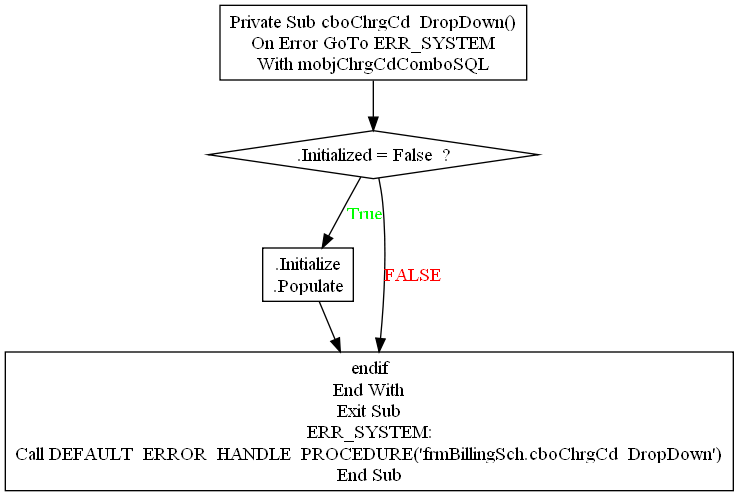 Private Sub cboChrgCd DropDown()
On Error GoTo ERR_SYSTEM
With mobjChrgCdComboSQL
.Initialized = False ?
True
.Initialize
.Populate
FALSE
endif
End With
Exit Sub
ERR_SYSTEM:
Call DEFAULT ERROR HANDLE PROCEDURE('frmBillingSch.cboChrgCd DropDown')
End Sub